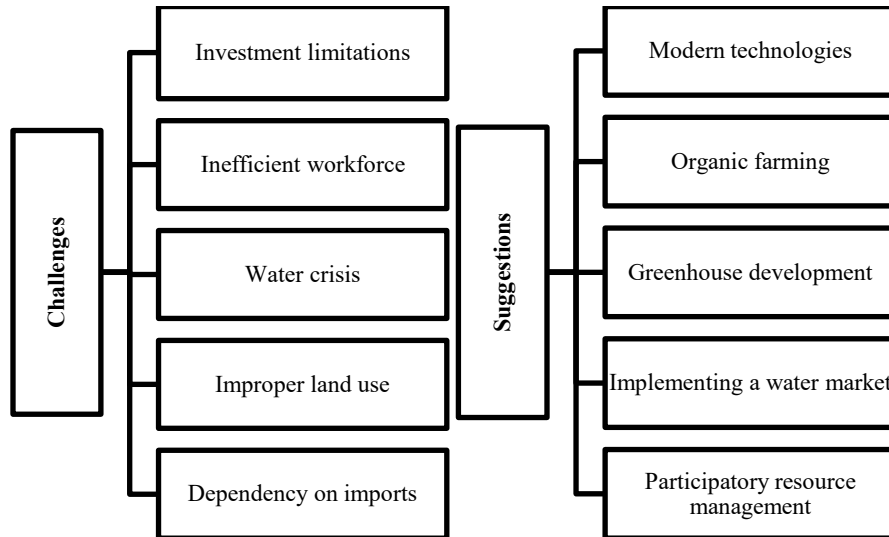 Challenges
Investment limitations
Inefficient workforce
Water crisis
Improper land use
Dependency on imports
Suggestions
Modern technologies
Organic farming
Greenhouse development
Implementing a water market
Participatory resource
management